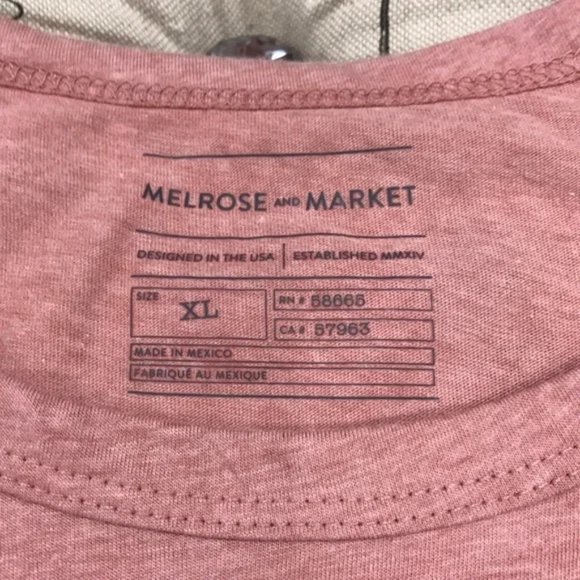 MELROSE AND MARKET
DESIGNED IN THE USA | ESTABLISHED MMXIV
SIZE XL
RN # 58665
CA # 57963
MADE IN MEXICO
FABRIQUÉ AU MEXIQUE